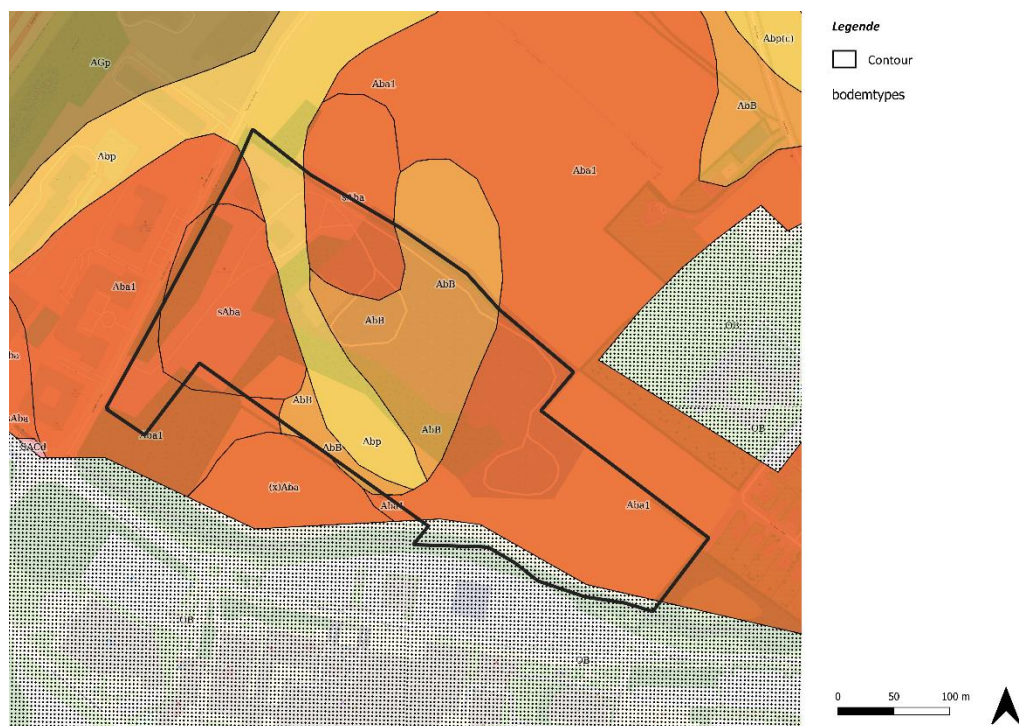 Legende
Contour
bodemtypes
Abp(c)
AGp
Aba1
AbB
Abp
Aba1
sAba
Aba1
AbB
sAba
AbB
OB
AbB
Aba1
AbB
AbB
Abp
OB
SACd
(x)Aba
Aba1
Aba1
OB
OB
0 50 100 m